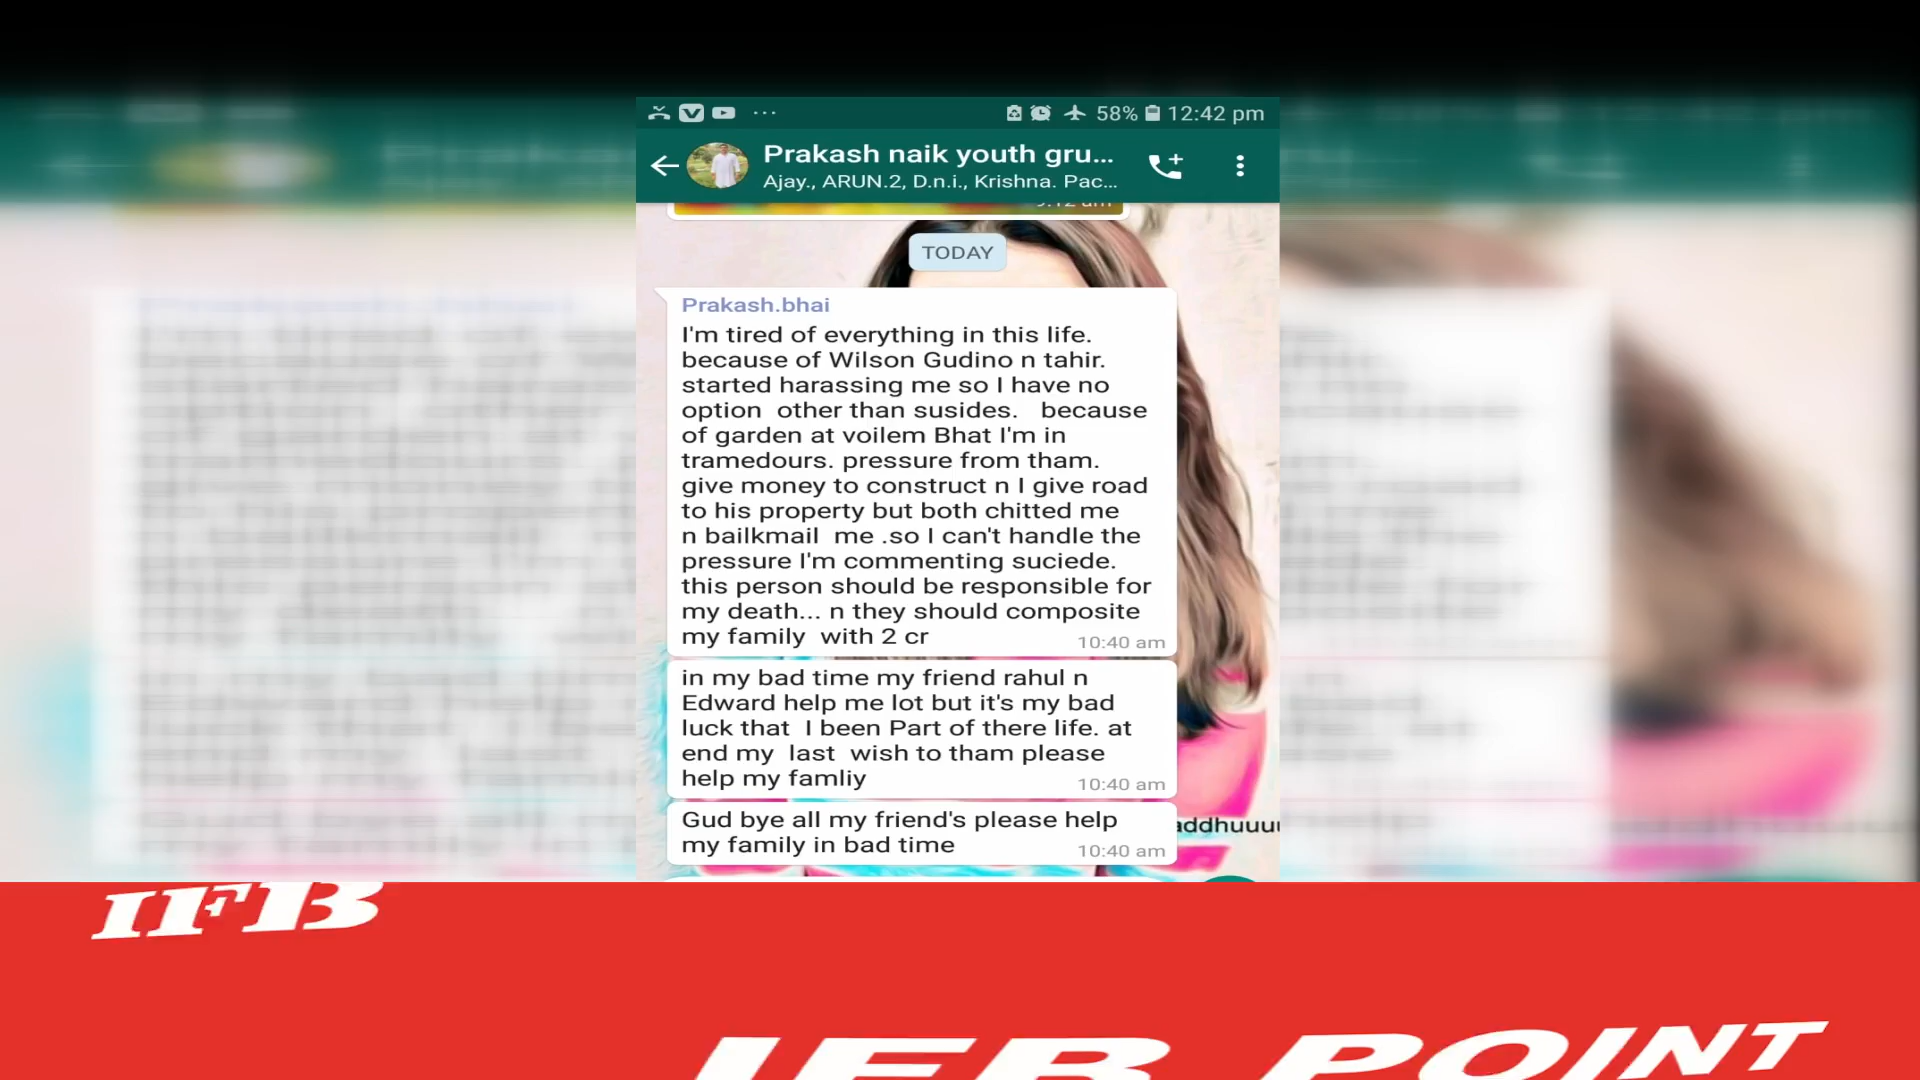 58% 12:42 pm
Prakash naik youth gru...
Ajay., ARUN.2, D.n.i., Krishna. Pac...
9:12 am
TODAY
Prakash.bhai
I'm tired of everything in this life.
because of Wilson Gudino n tahir.
started harassing me so I have no
option other than susides. because
of garden at voilem Bhat I'm in
tramedours. pressure from tham.
give money to construct n I give road
to his property but both chitted me
n bailkmail me .so I can't handle the
pressure I'm commenting suciede.
this person should be responsible for
my death... n they should composite
my family with 2 cr
10:40 am
in my bad time my friend rahul n
Edward help me lot but it's my bad
luck that I been Part of there life. at
end my last wish to tham please
help my famliy
10:40 am
Gud bye all my friend's please help
my family in bad time
10:40 am
addhuuuu
IFB
IFB POINT